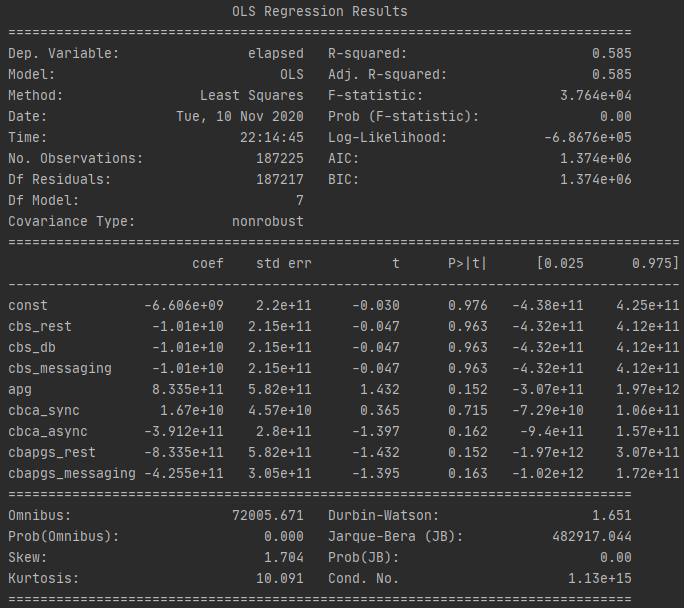 OLS Regression Results
==============================================================================
Dep. Variable:                elapsed   R-squared:                       0.585
Model:                            OLS   Adj. R-squared:                  0.585
Method:                 Least Squares   F-statistic:                 3.764e+04
Date:                Tue, 10 Nov 2020   Prob (F-statistic):               0.00
Time:                        22:14:45   Log-Likelihood:            -6.8676e+05
No. Observations:              187225   AIC:                         1.374e+06
Df Residuals:                  187217   BIC:                         1.374e+06
Df Model:                           7
Covariance Type:            nonrobust
====================================================================================
                       coef    std err          t      P>|t|      [0.025      0.975]
------------------------------------------------------------------------------------
const            -6.606e+09    2.2e+11     -0.030      0.976   -4.38e+11    4.25e+11
cbs_rest          -1.01e+10   2.15e+11     -0.047      0.963   -4.32e+11    4.12e+11
cbs_db            -1.01e+10   2.15e+11     -0.047      0.963   -4.32e+11    4.12e+11
cbs_messaging     -1.01e+10   2.15e+11     -0.047      0.963   -4.32e+11    4.12e+11
apg               8.335e+11   5.82e+11      1.432      0.152   -3.07e+11    1.97e+12
cbca_sync          1.67e+10   4.57e+10      0.365      0.715   -7.29e+10    1.06e+11
cbca_async       -3.912e+11    2.8e+11     -1.397      0.162    -9.4e+11    1.57e+11
cbapgs_rest      -8.335e+11   5.82e+11     -1.432      0.152   -1.97e+12    3.07e+11
cbapgs_messaging -4.255e+11   3.05e+11     -1.395      0.163   -1.02e+12    1.72e+11
==============================================================================
Omnibus:                    72005.671   Durbin-Watson:                   1.651
Prob(Omnibus):                  0.000   Jarque-Bera (JB):           482917.044
Skew:                           1.704   Prob(JB):                         0.00
Kurtosis:                      10.091   Cond. No.                     1.13e+15
==============================================================================